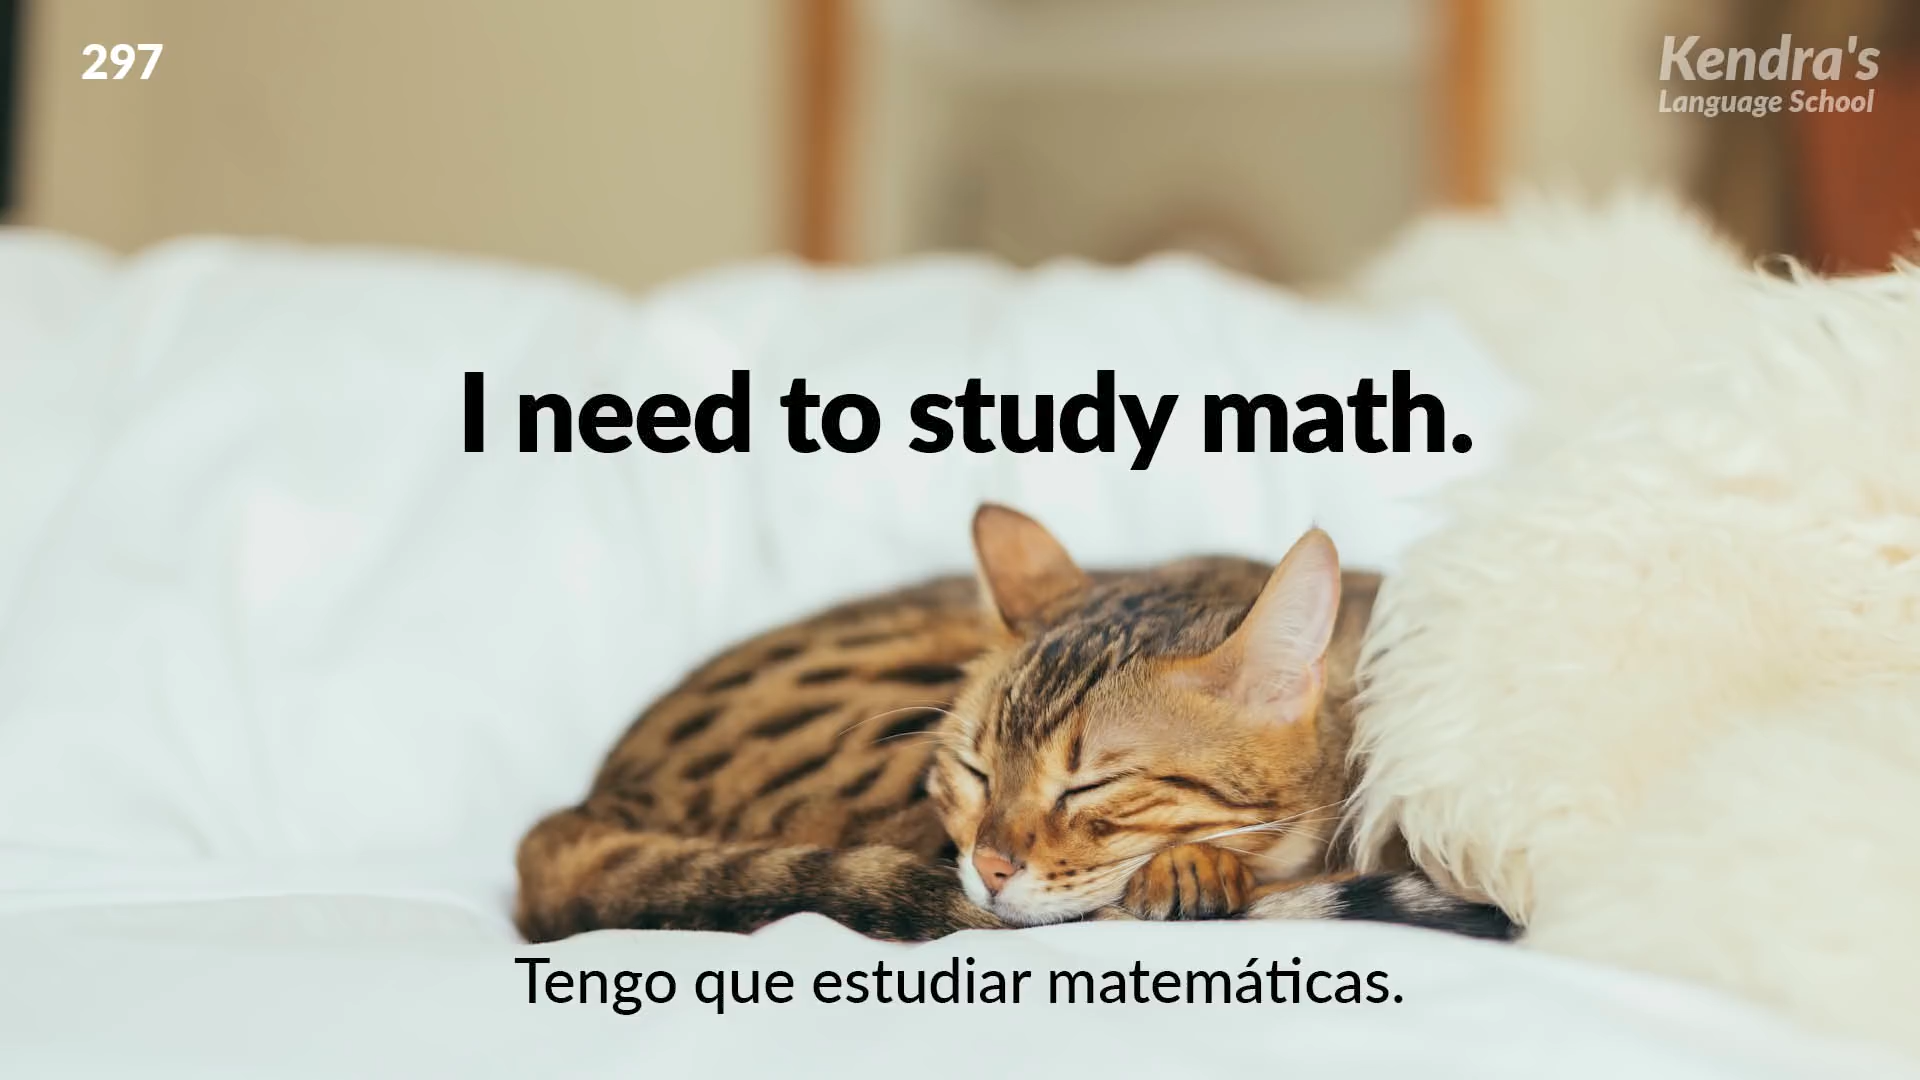 297
Kendra's
Language School
I need to study math.
Tengo que estudiar matemáticas.